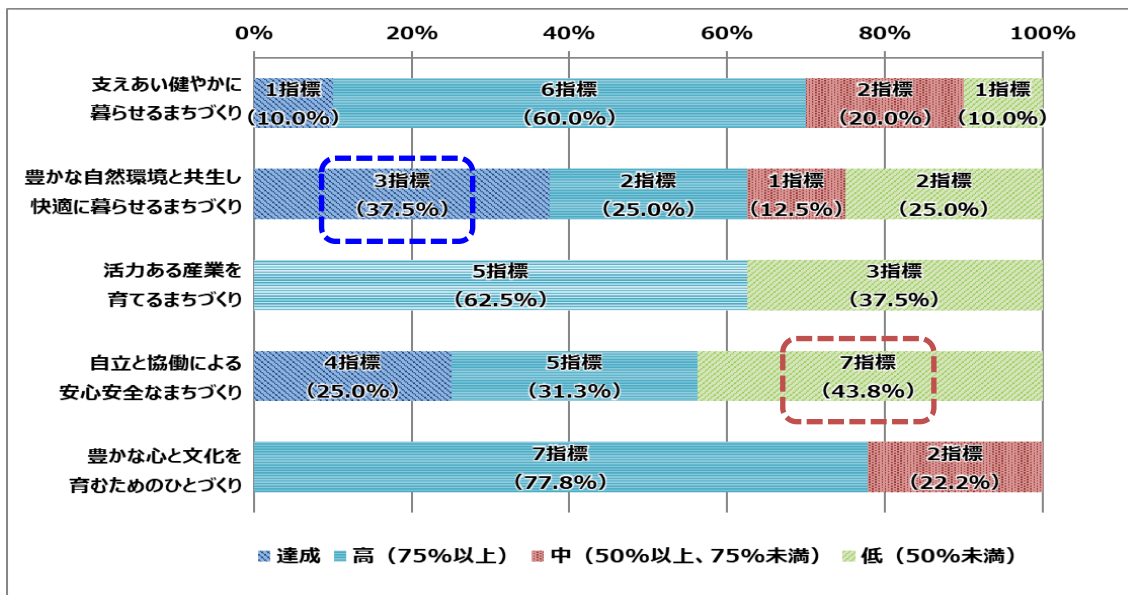 0% 20% 40% 60% 80% 100%
支えあい健やかに
暮らせるまちづくり
1指標 6指標 2指標 1指標
(10.0%) (60.0%) (20.0%) (10.0%)
豊かな自然環境と共生し
快適に暮らせるまちづくり
3指標 2指標 1指標 2指標
(37.5%) (25.0%) (12.5%) (25.0%)
活力ある産業を
育てるまちづくり
5指標 3指標
(62.5%) (37.5%)
自立と協働による
安心安全なまちづくり
4指標 5指標 7指標
(25.0%) (31.3%) (43.8%)
豊かな心と文化を
育むためのひとづくり
7指標 2指標
(77.8%) (22.2%)
達成 高（75%以上） 中（50%以上、75%未満） 低（50%未満）